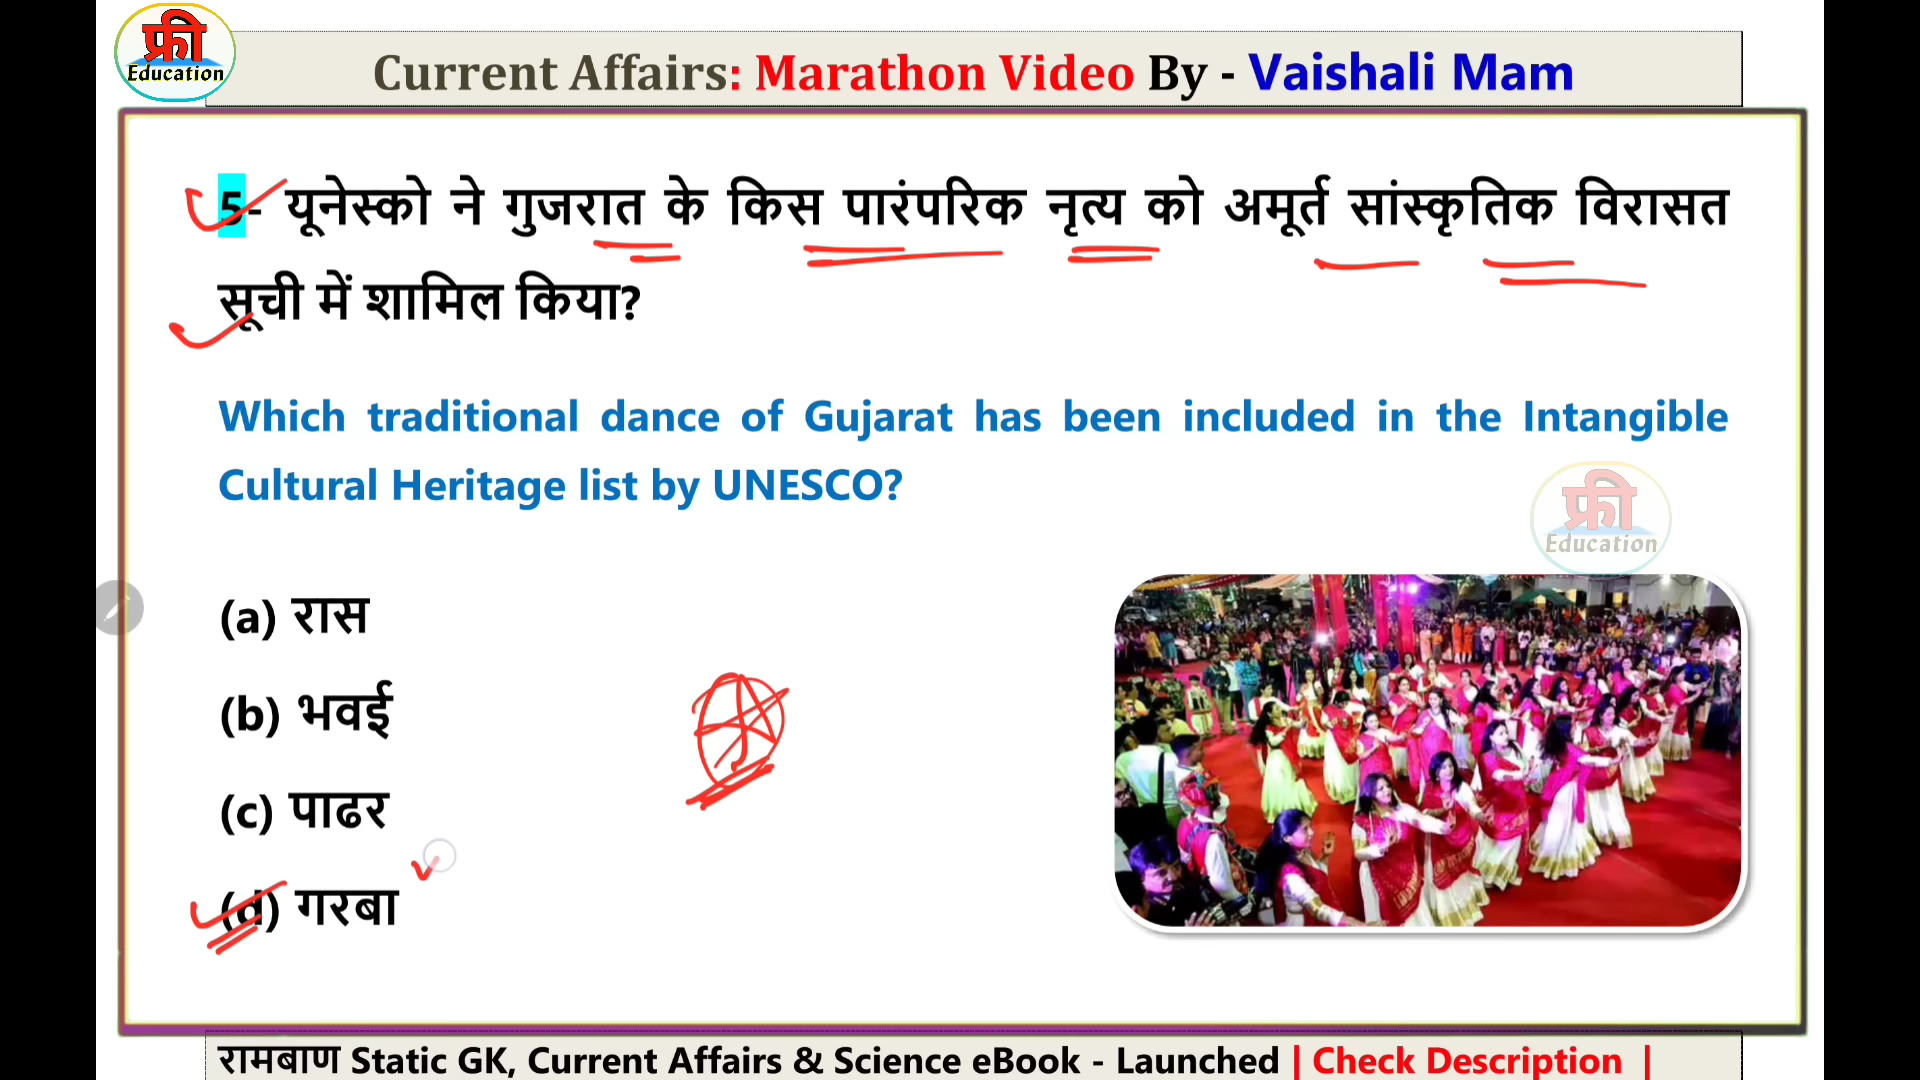 फ्री
Education
Current Affairs: Marathon Video By - Vaishali Mam
5- यूनेस्को ने गुजरात के किस पारंपरिक नृत्य को अमूर्त सांस्कृतिक विरासत
सूची में शामिल किया?
Which traditional dance of Gujarat has been included in the Intangible
Cultural Heritage list by UNESCO?
फ्री
Education
(a) रास
(b) भवई
(c) पाढर
(d) गरबा
रामबाण Static GK, Current Affairs & Science eBook - Launched | Check Description |